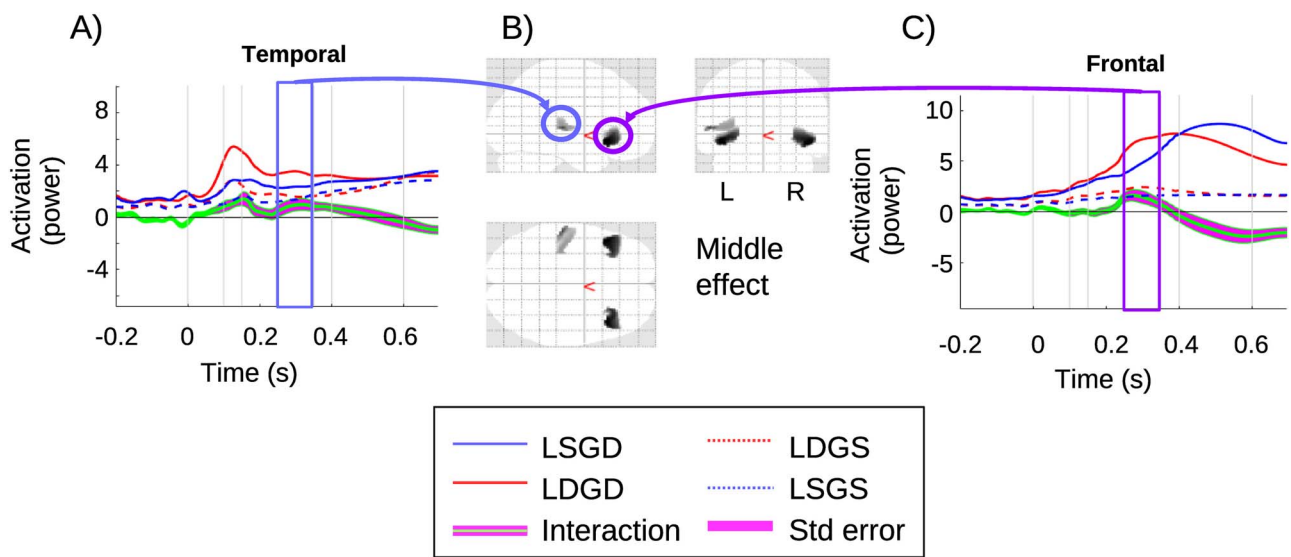 A)
Temporal
Activation
(power)
8
4
0
-4
-0.2
0
0.2
0.4
0.6
Time (s)
B)
<
<
L
R
<
Middle
effect
C)
Frontal
Activation
(power)
10
5
0
-5
-0.2
0
0.2
0.4
0.6
Time (s)
LSGD
LDGS
LDGD
LSGS
Interaction
Std error